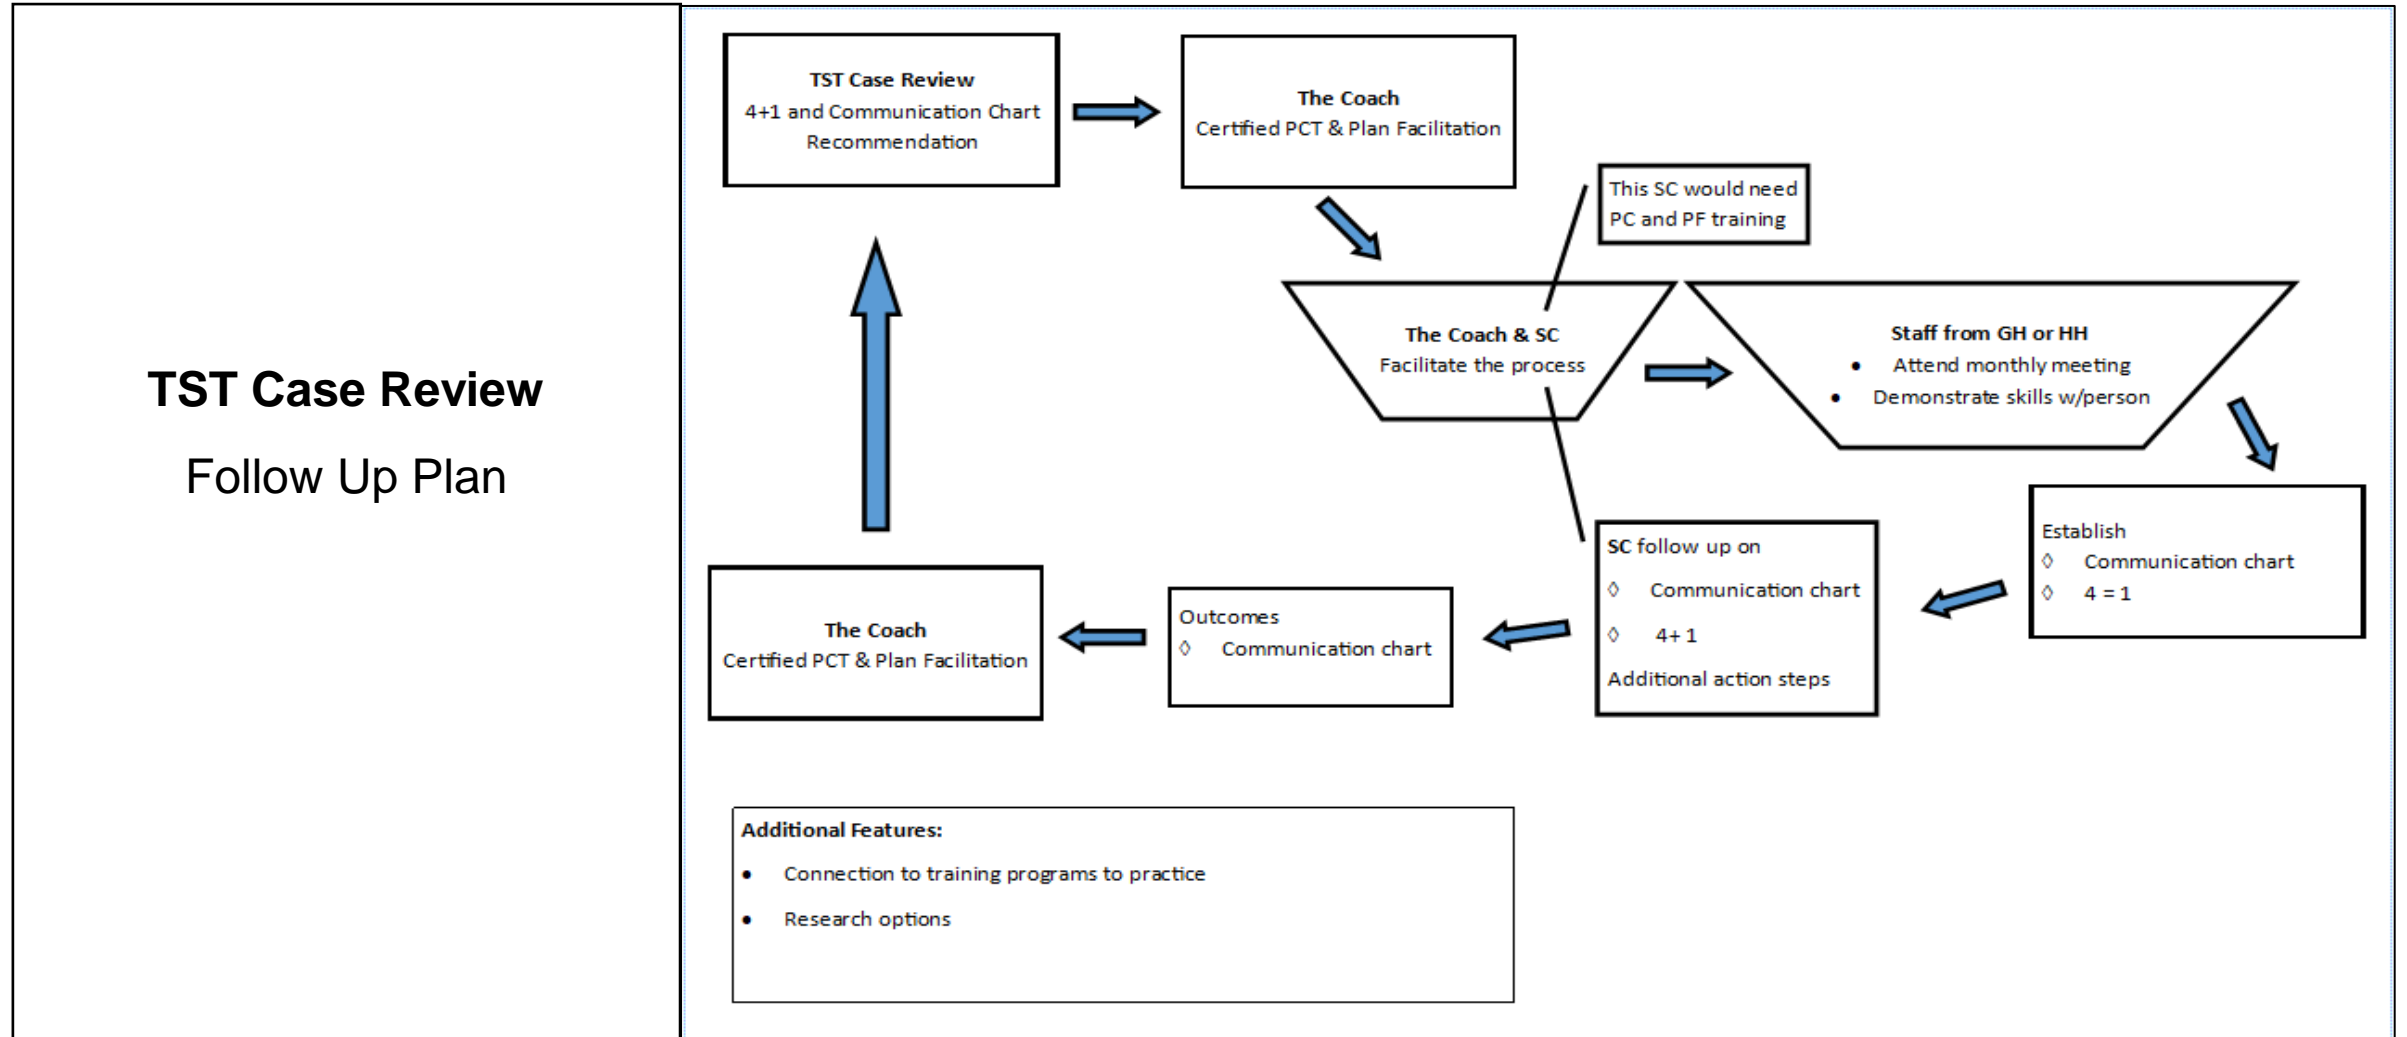 TST Case Review
Follow Up Plan
TST Case Review
4+1 and Communication Chart
Recommendation
The Coach
Certified PCT & Plan Facilitation
This SC would need
PC and PF training
The Coach & SC
Facilitate the process
Staff from GH or HH
• Attend monthly meeting
• Demonstrate skills w/person
Establish
◊ Communication chart
◊ 4 = 1
SC follow up on
◊ Communication chart
◊ 4+ 1
Additional action steps
Outcomes
◊ Communication chart
The Coach
Certified PCT & Plan Facilitation
Additional Features:
• Connection to training programs to practice
• Research options